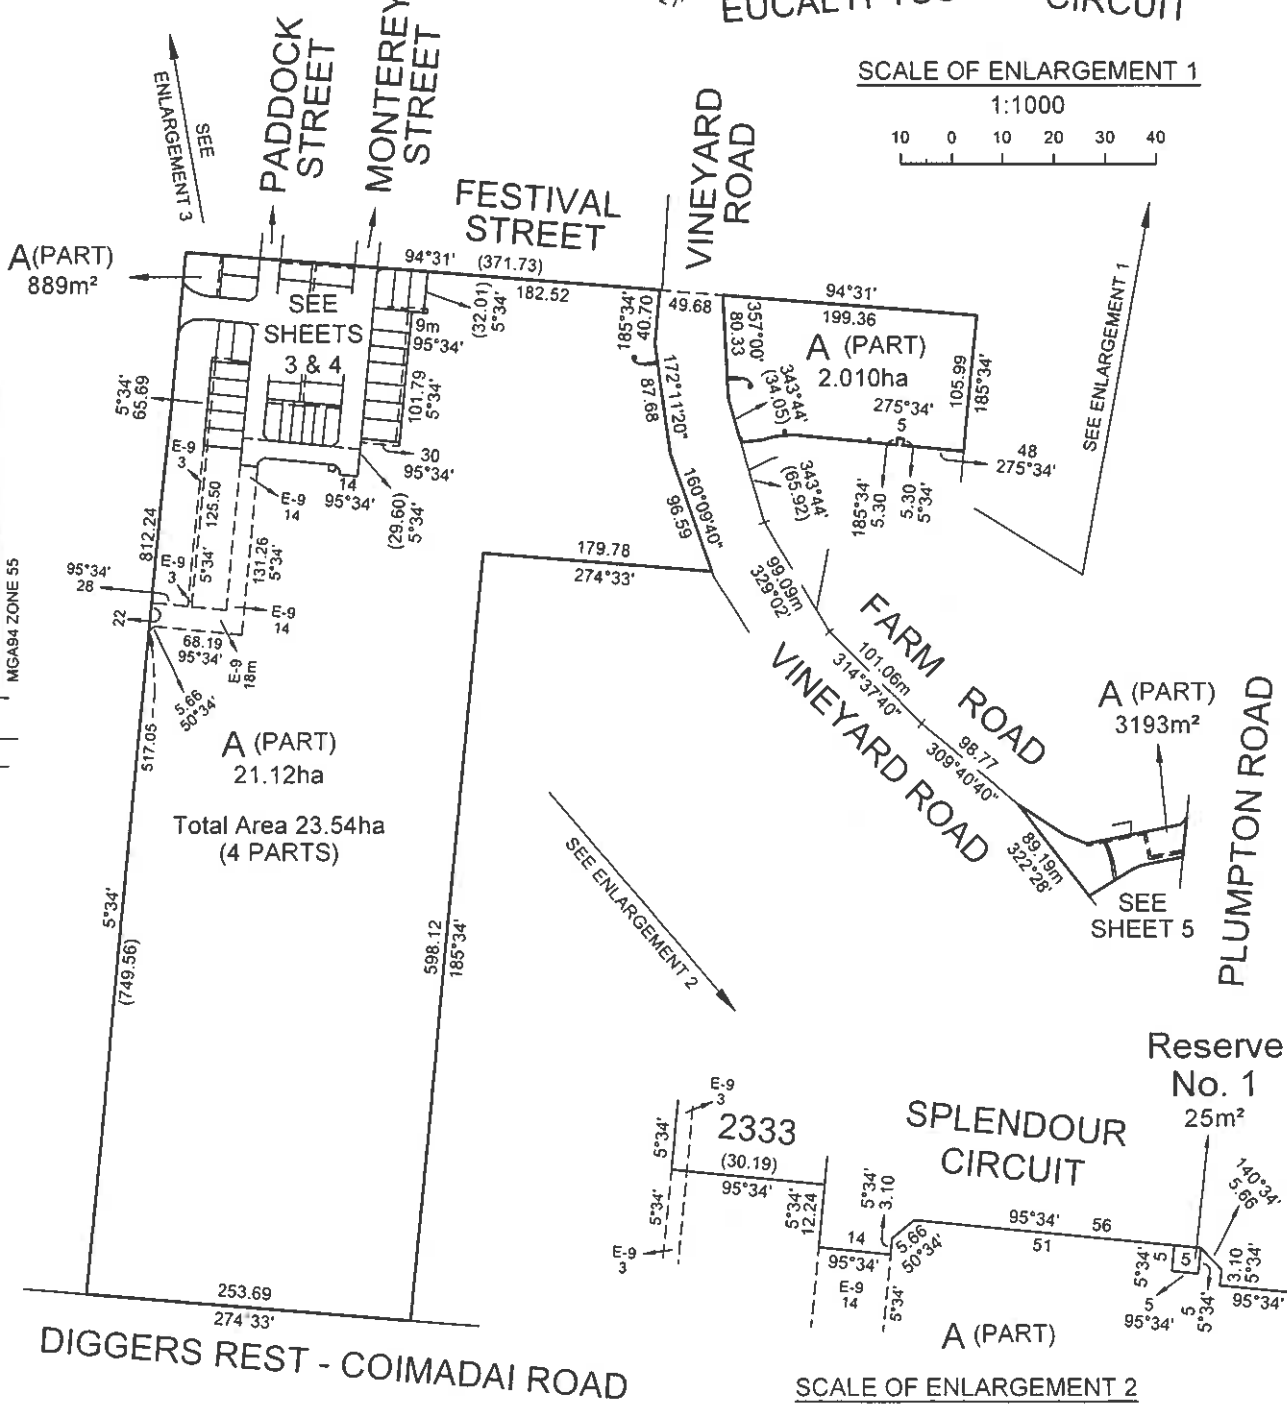 CIRCUIT
SCALE OF ENLARGEMENT 1
1:1000
10 0 10 20 30 40
SEE
ENLARGEMENT 3
PADDOCK
STREET
MONTEREY
STREET
FESTIVAL
STREET
VINEYARD
ROAD
A(PART)
889m²
94°31'
(371.73)
182.52
49.68
94°31'
199.36
SEE
SHEETS
3 & 4
(32.01)
5°34'
9m
95°34'
101.79
5°34'
30
95°34'
14
95°34'
(29.60)
5°34'
5°34'
65.69
E-9
3
125.50
5°34'
E-9
14
131.26
5°34'
812.24
E-9
3
95°34'
28
22
E-9
14
68.19
95°34'
E-9
18m
5.66
50°34'
517.05
MGA94 ZONE 55
185°34'
40.70
172°11'20"
87.68
160°09'40"
96.59
357°00'
80.33
A (PART)
2.010ha
105.99
185°34'
343°44'
(34.05)
275°34'
5
48
275°34'
343°44'
(65.92)
185°34'
5.30
5.30
5°34'
SEE ENLARGEMENT 1
179.78
274°33'
99.09m
329°02'
101.06m
314°37'40"
98.77
309°40'40"
89.19m
322°28'
FARM ROAD
VINEYARD ROAD
A (PART)
3193m²
PLUMPTON ROAD
SEE
SHEET 5
A (PART)
21.12ha
Total Area 23.54ha
(4 PARTS)
SEE ENLARGEMENT 2
5°34'
(749.56)
598.12
185°34'
253.69
274°33'
DIGGERS REST - COIMADAI ROAD
Reserve
No. 1
25m²
E-9
3
2333
(30.19)
95°34'
5°34'
5°34'
E-9
3
5°34'
12.24
5°34'
3.10
14
95°34'
E-9
14
5.66
50°34'
5°34'
SPLENDOUR
CIRCUIT
95°34' 56
51
5°34'
5
5
140°34'
5.66
3.10
5°34'
5
95°34'
5
5°34'
95°34'
A (PART)
SCALE OF ENLARGEMENT 2